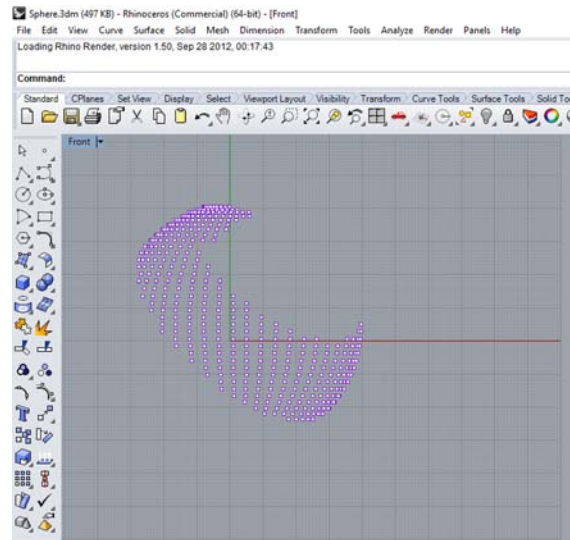 Sphere.3dm (497 KB) - Rhinoceros (Commercial) (64-bit) - [Front]
File Edit View Curve Surface Solid Mesh Dimension Transform Tools Analyze Render Panels Help
Loading Rhino Render, version 1.50, Sep 28 2012, 00:17:43
Command:
Standard CPlanes Set View Display Select Viewport Layout Visibility Transform Curve Tools Surface Tools Solid To
Front